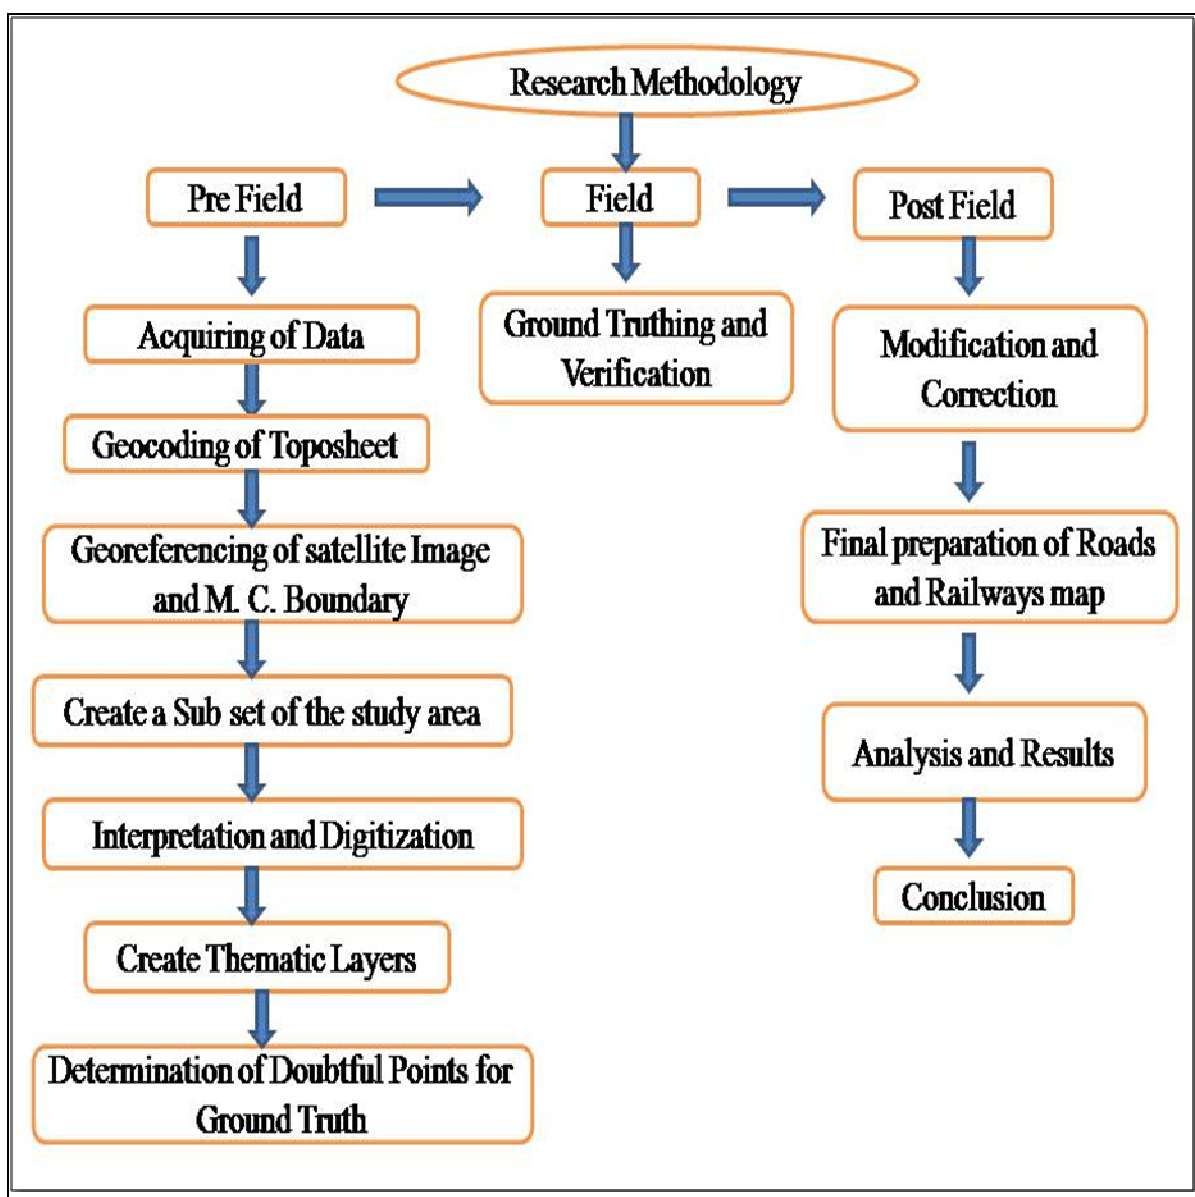 Research Methodology
Pre Field
Field
Post Field
Acquiring of Data
Geocoding of Toposheet
Georeferencing of satellite Image
and M. C. Boundary
Create a Sub set of the study area
Interpretation and Digitization
Create Thematic Layers
Determination of Doubtful Points for
Ground Truth
Ground Truthing and
Verification
Modification and
Correction
Final preparation of Roads
and Railways map
Analysis and Results
Conclusion